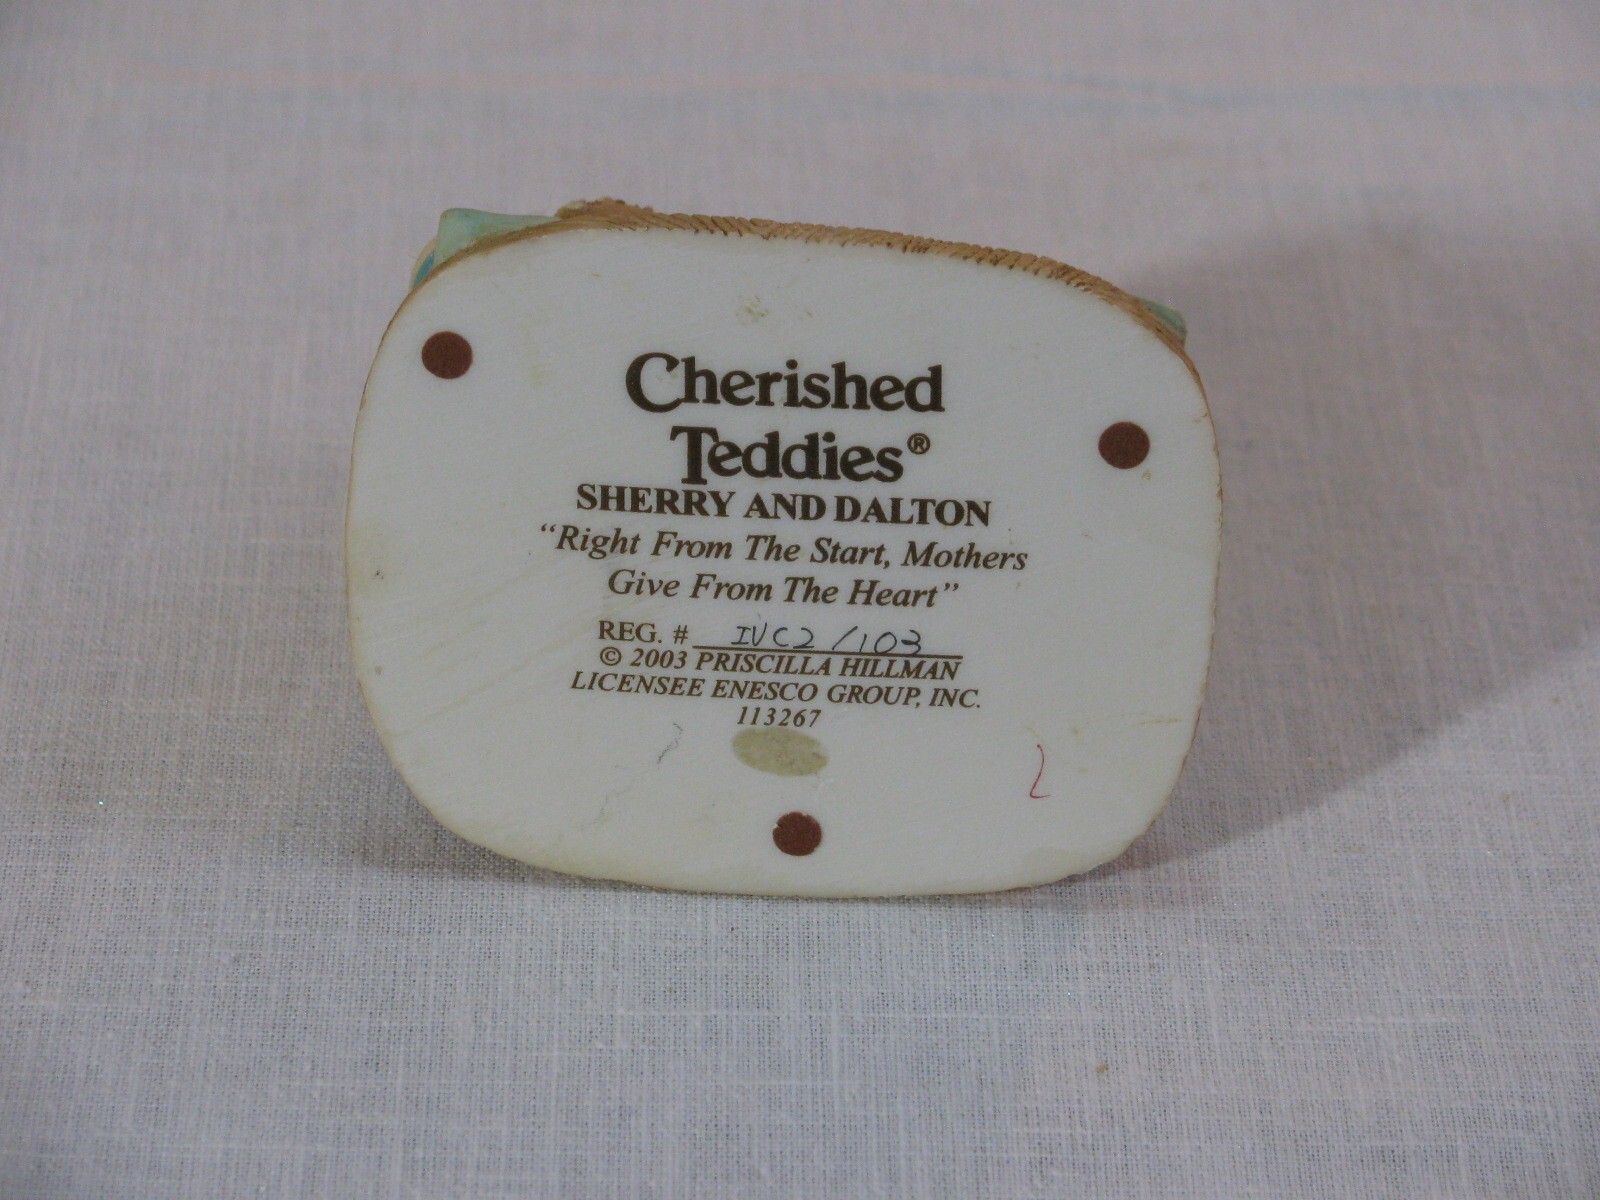 Cherished
Teddies®
SHERRY AND DALTON
“Right From The Start, Mothers
Give From The Heart”
REG. # IVC2/103
© 2003 PRISCILLA HILLMAN
LICENSEE ENESCO GROUP, INC.
113267